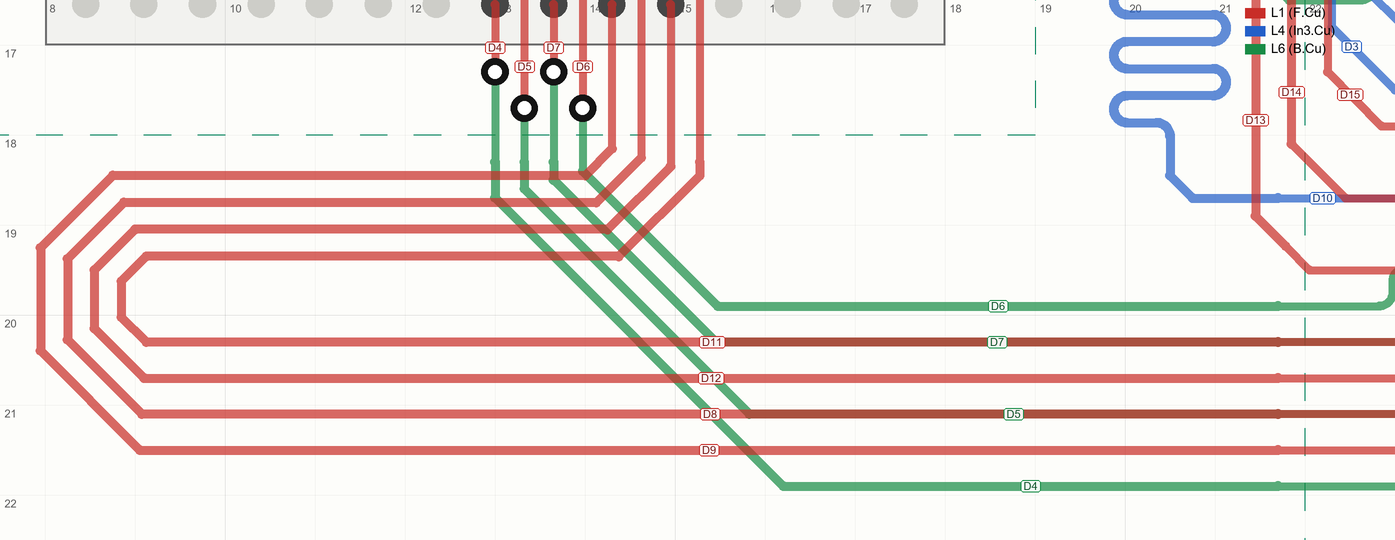 8 10 12 13 14 15 16 17 18 19 20 21 22
L1 (F.Cu)
L4 (In3.Cu)
L6 (B.Cu)
17
D4 D7
D5 D6
D3
D14 D15
D13
18
D10
19
D6
20
D11 D7
D12
21
D8 D5
D9
D4
22